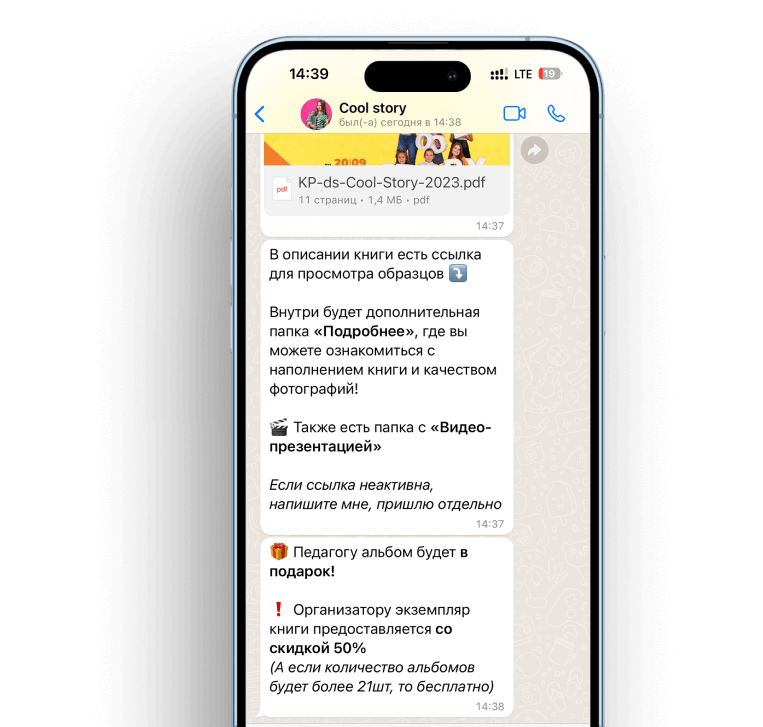 14:39 LTE 19
Cool story
был(-а) сегодня в 14:38
20|09
pdf KP-ds-Cool-Story-2023.pdf
11 страниц • 1,4 МБ • pdf
14:37
В описании книги есть ссылка
для просмотра образцов ⤵️
Внутри будет дополнительная
папка «Подробнее», где вы
можете ознакомиться с
наполнением книги и качеством
фотографий!
🎬 Также есть папка с «Видео-
презентацией»
Если ссылка неактивна,
напишите мне, пришлю отдельно
14:37
🎁 Педагогу альбом будет в
подарок!
❗ Организатору экземпляр
книги предоставляется со
скидкой 50%
(А если количество альбомов
будет более 21шт, то бесплатно)
14:38